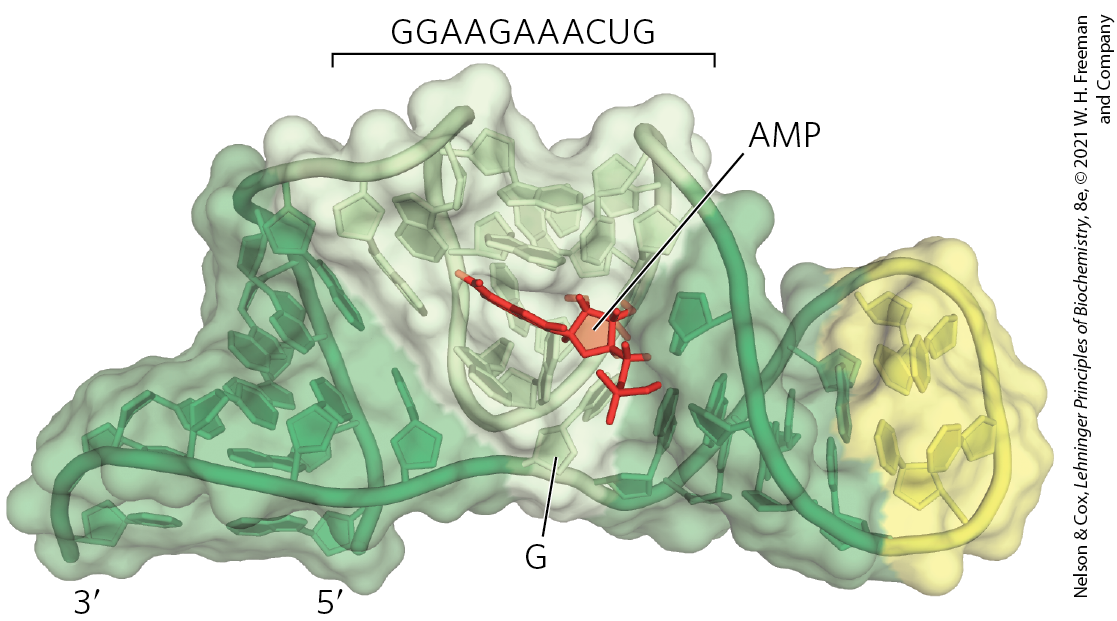 GGAAGAAACUG
AMP
G
3′
5′
Nelson & Cox, Lehninger Principles of Biochemistry, 8e, © 2021 W. H. Freeman
and Company